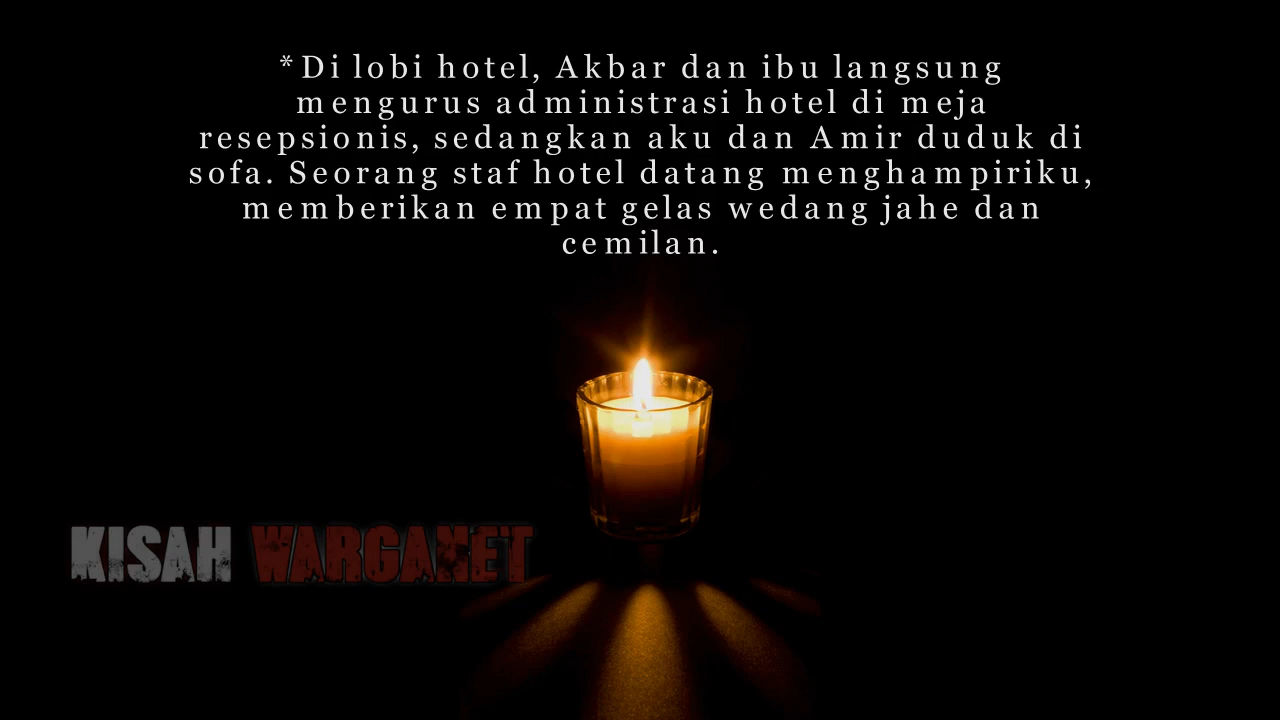 *Di lobi hotel, Akbar dan ibu langsung
mengurus administrasi hotel di meja
resepsionis, sedangkan aku dan Amir duduk di
sofa. Seorang staf hotel datang menghampiriku,
memberikan empat gelas wedang jahe dan
cemilan.
KISAH WARGANET